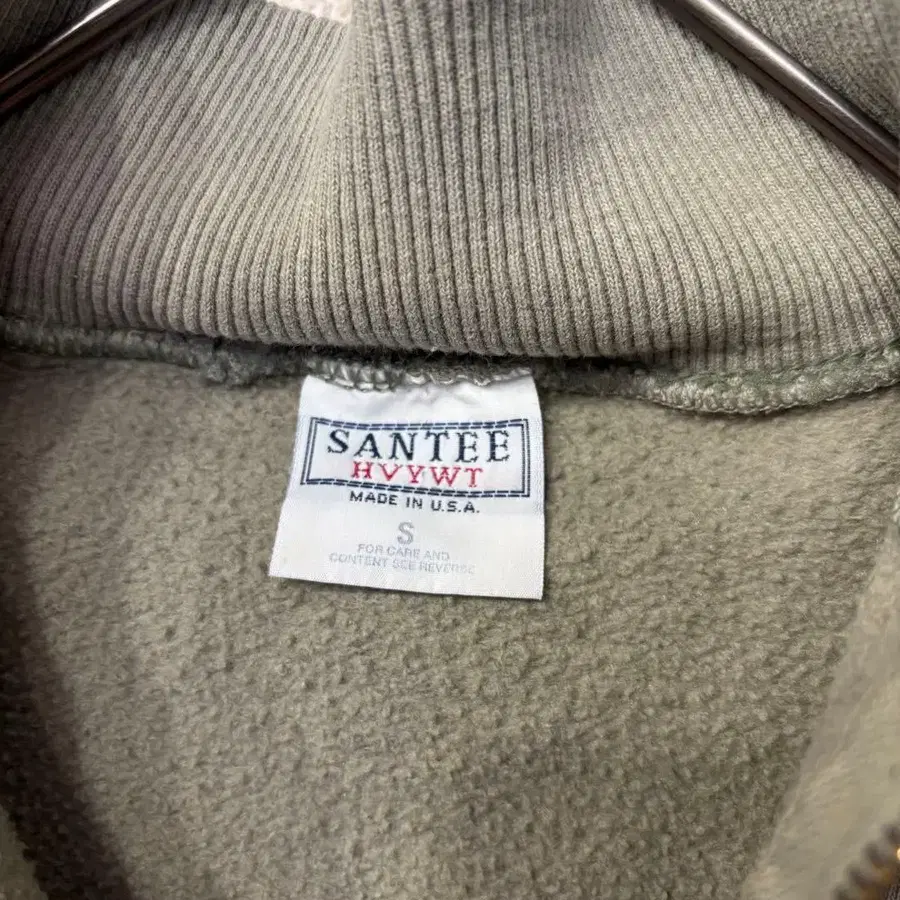 SANTEE
HVYWT
MADE IN U.S.A.
S
FOR CARE AND
CONTENT SEE REVERSE